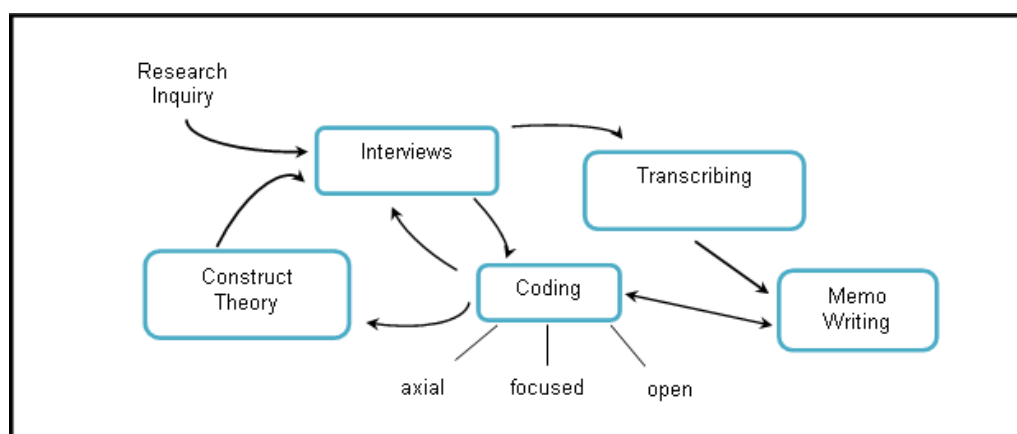 Research
Inquiry
Interviews
Transcribing
Construct
Theory
Coding
Memo
Writing
axial
focused
open